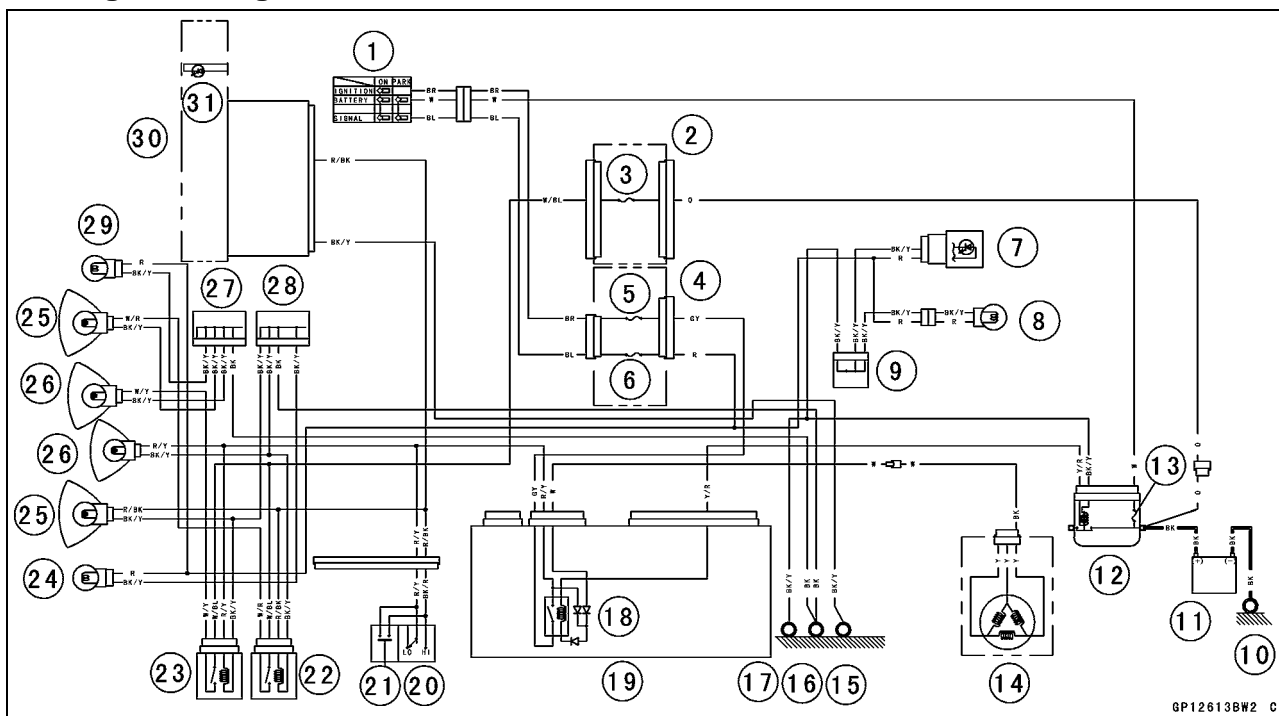 1
ON PARK
IGNITION
BATTERY
SIGNAL
BR
W
BL
BR
W
BL
2
3
W/BL
O
4
5
BR
GY
BL
R
6
7
BK/Y
R
8
BK/Y
R
BK/Y
R
BK/Y
BK/Y
BK/Y
9
31
30
R/BK
BK/Y
29
R
BK/Y
27
28
25
W/R
BK/Y
BK/Y
BK/Y
BK/Y
BK
BK/Y
BK/Y
BK
BK/Y
26
W/Y
BK/Y
26
R/Y
BK/Y
25
R/BK
BK/Y
24
R
BK/Y
W/Y
W/BL
R/Y
BK/Y
W/R
W/BL
R/BK
BK/Y
23
22
R/Y
R/BK
R/Y
BK/R
LO
HI
21
20
GY
R/Y
W
Y/R
18
19
17
BK/Y
BK
BK
BK/Y
16
15
W
W
BK
Y
Y
Y
14
Y/R
BK/Y
W
13
O
O
12
BK
BK
BK
+
−
11
BK
10
GP12613BW2 C